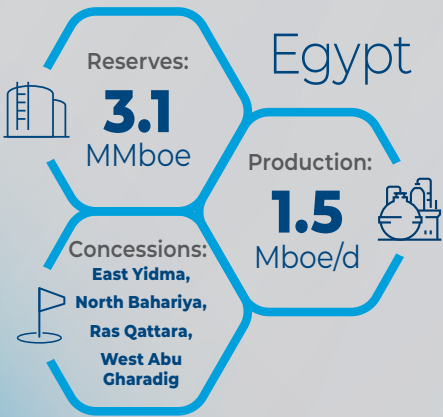 Egypt
Reserves:
3.1
MMboe
Production:
1.5
Mboe/d
Concessions:
East Yidma,
North Bahariya,
Ras Qattara,
West Abu
Gharadig